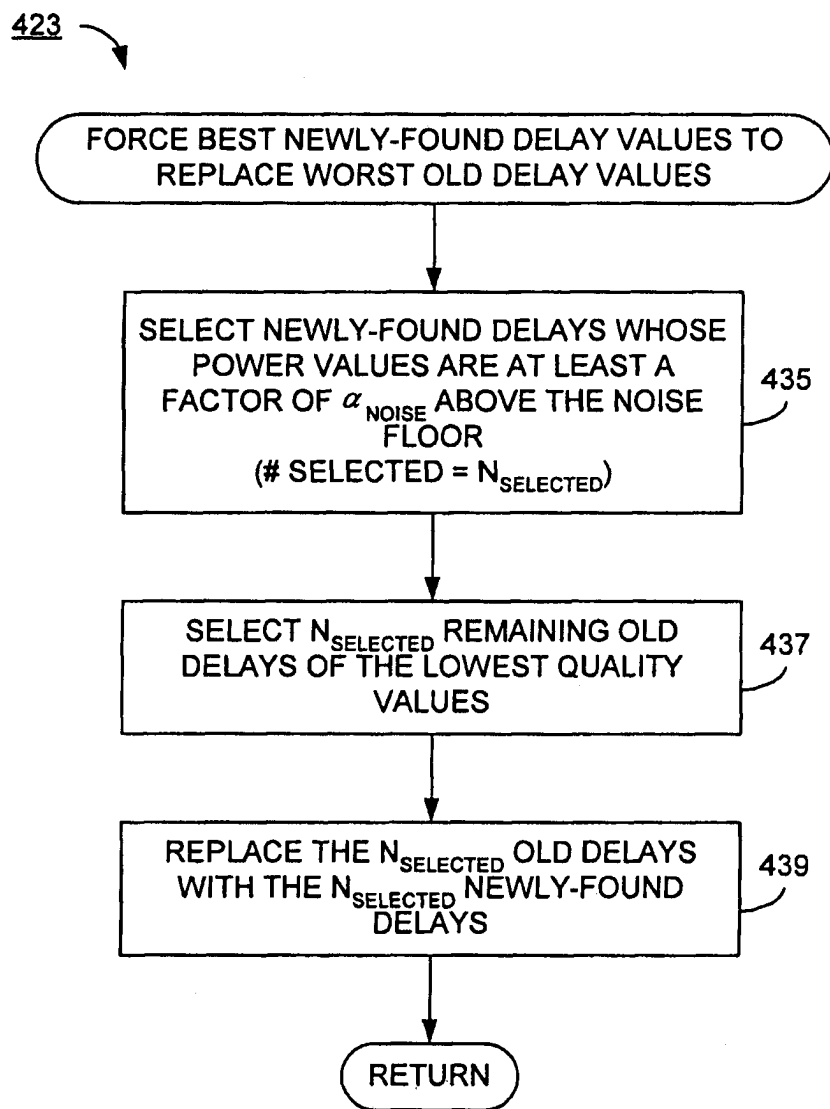 423
FORCE BEST NEWLY-FOUND DELAY VALUES TO
REPLACE WORST OLD DELAY VALUES
SELECT NEWLY-FOUND DELAYS WHOSE
POWER VALUES ARE AT LEAST A
FACTOR OF α NOISE ABOVE THE NOISE
FLOOR
(# SELECTED = NSELECTED)
435
SELECT NSELECTED REMAINING OLD
DELAYS OF THE LOWEST QUALITY
VALUES
437
REPLACE THE NSELECTED OLD DELAYS
WITH THE NSELECTED NEWLY-FOUND
DELAYS
439
RETURN